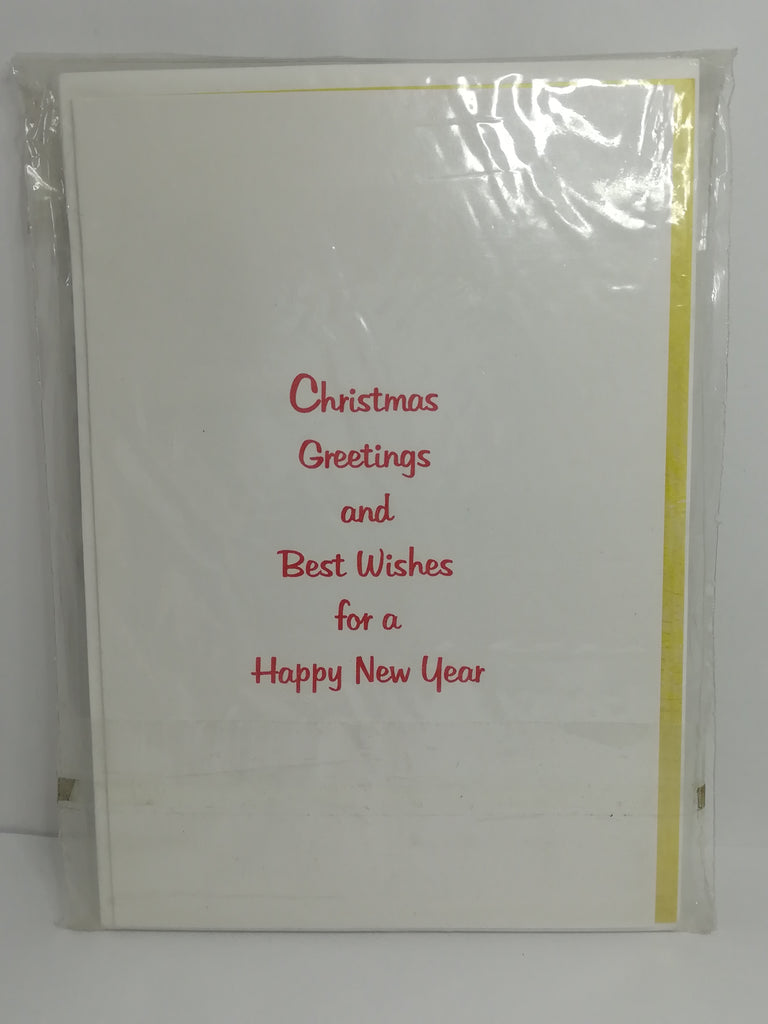 Christmas
Greetings
and
Best Wishes
for a
Happy New Year